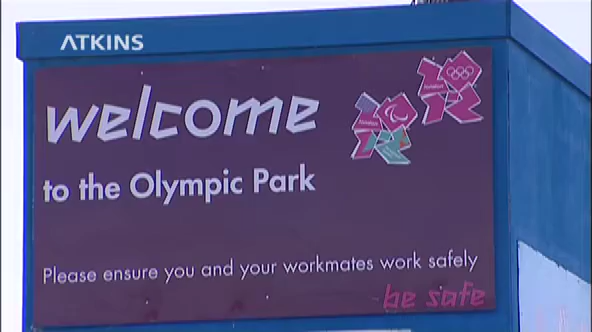 ATKINS
welcome
to the Olympic Park
Please ensure you and your workmates work safely
be safe